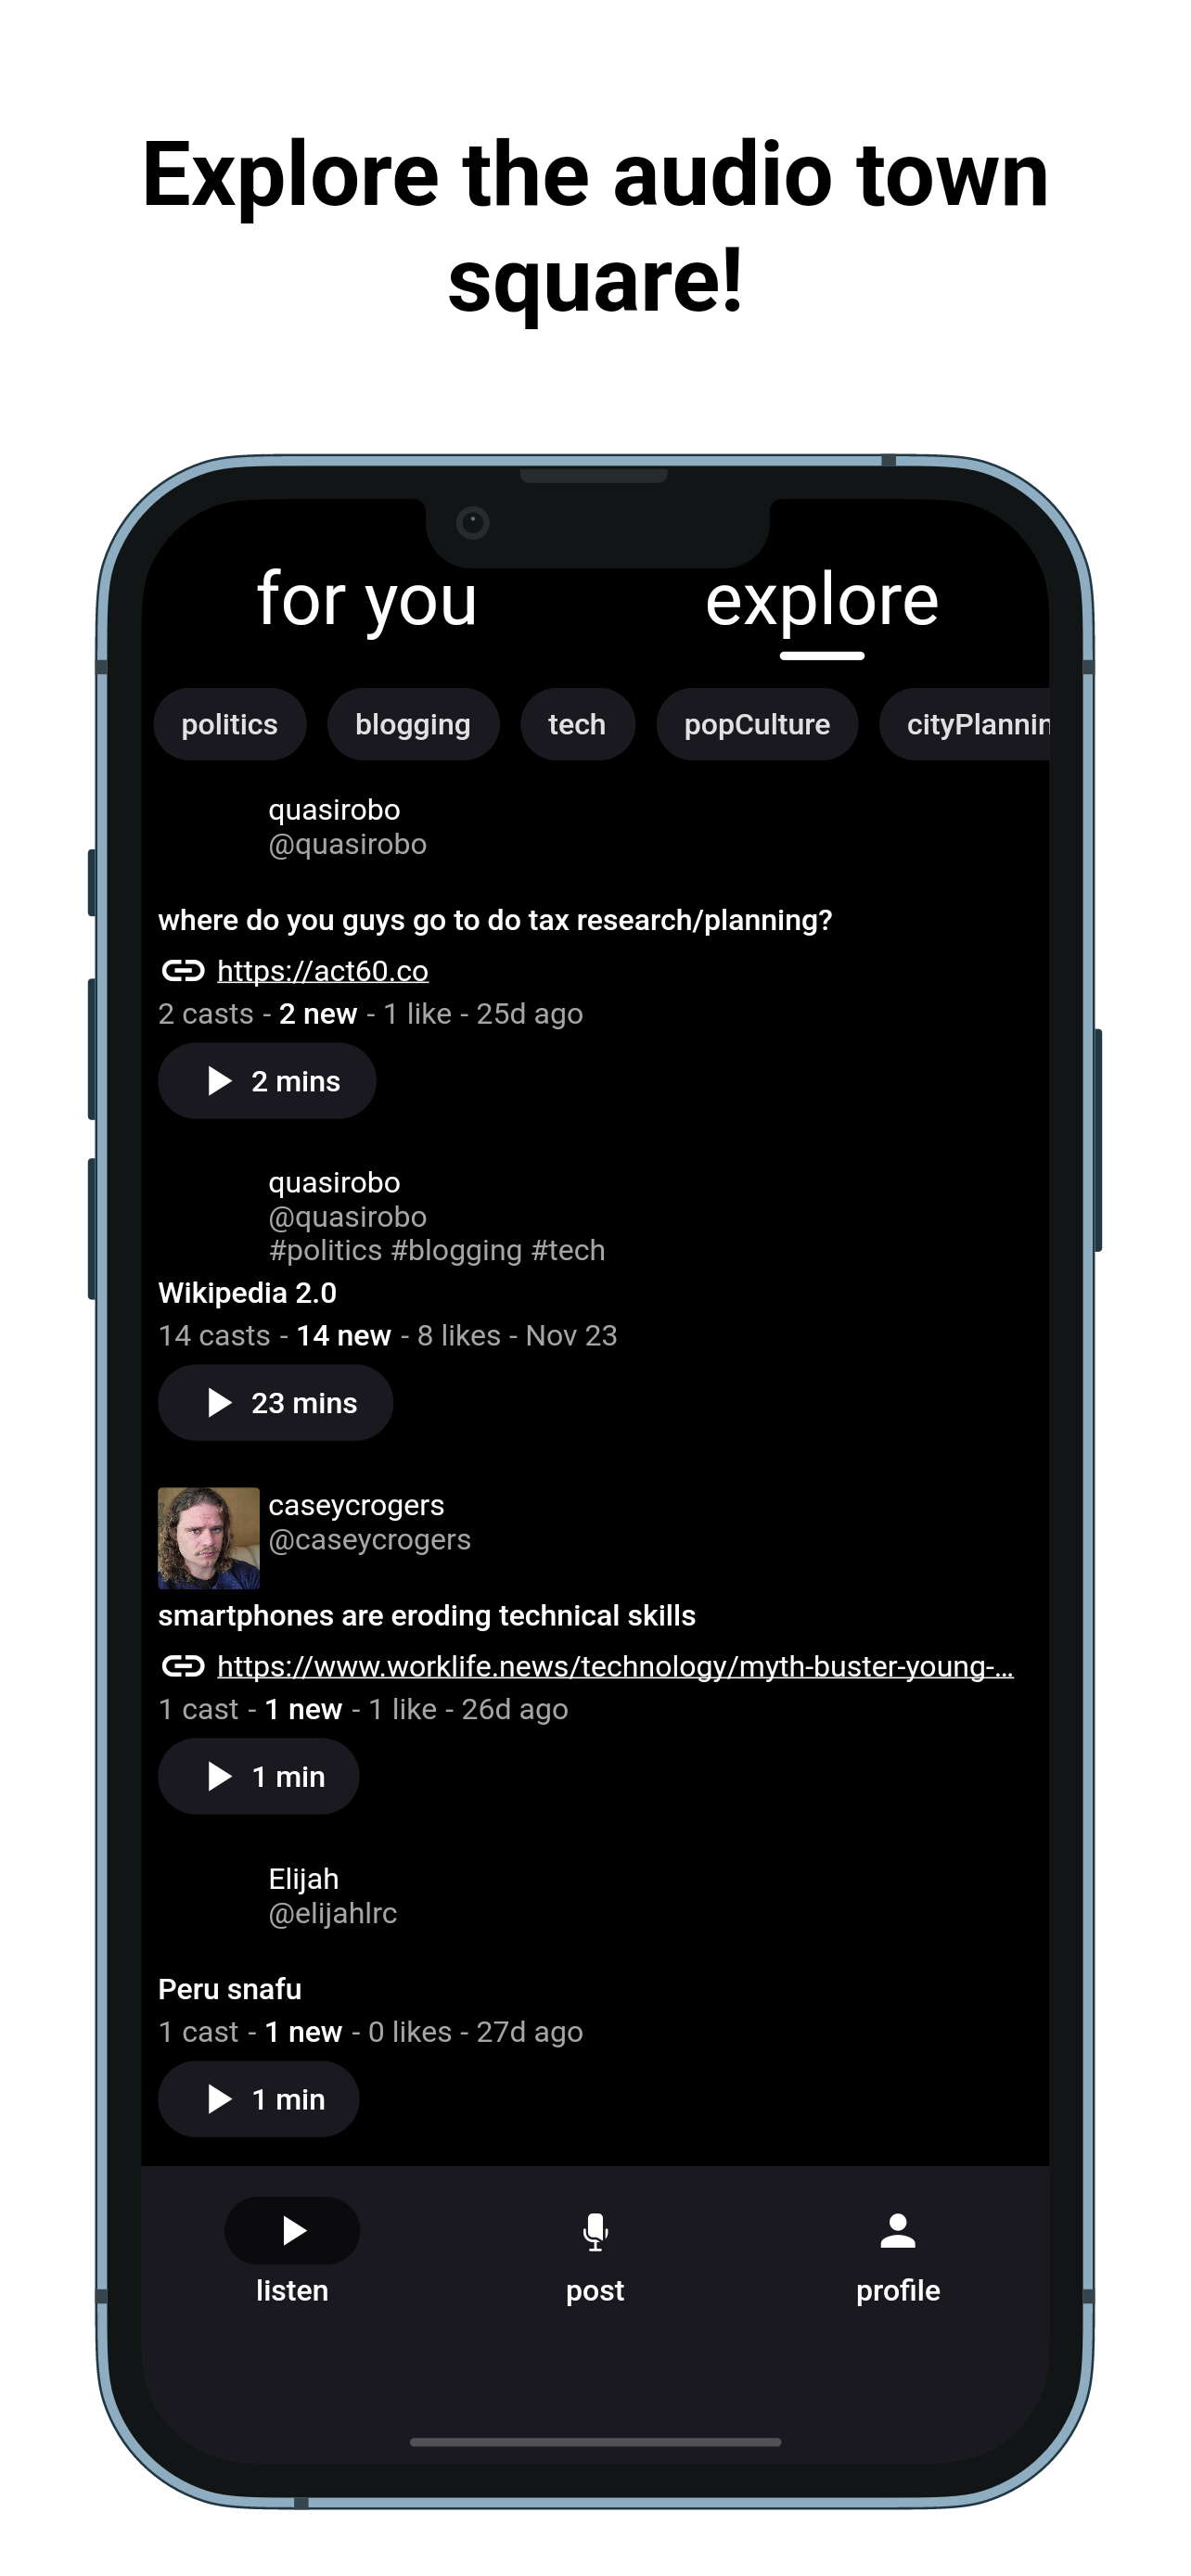 Explore the audio town
square!
for you explore
politics blogging tech popCulture cityPlannin
quasirobo
@quasirobo
where do you guys go to do tax research/planning?
https://act60.co
2 casts - 2 new - 1 like - 25d ago
2 mins
quasirobo
@quasirobo
#politics #blogging #tech
Wikipedia 2.0
14 casts - 14 new - 8 likes - Nov 23
23 mins
caseycrogers
@caseycrogers
smartphones are eroding technical skills
https://www.worklife.news/technology/myth-buster-young-...
1 cast - 1 new - 1 like - 26d ago
1 min
Elijah
@elijahlrc
Peru snafu
1 cast - 1 new - 0 likes - 27d ago
1 min
listen post profile